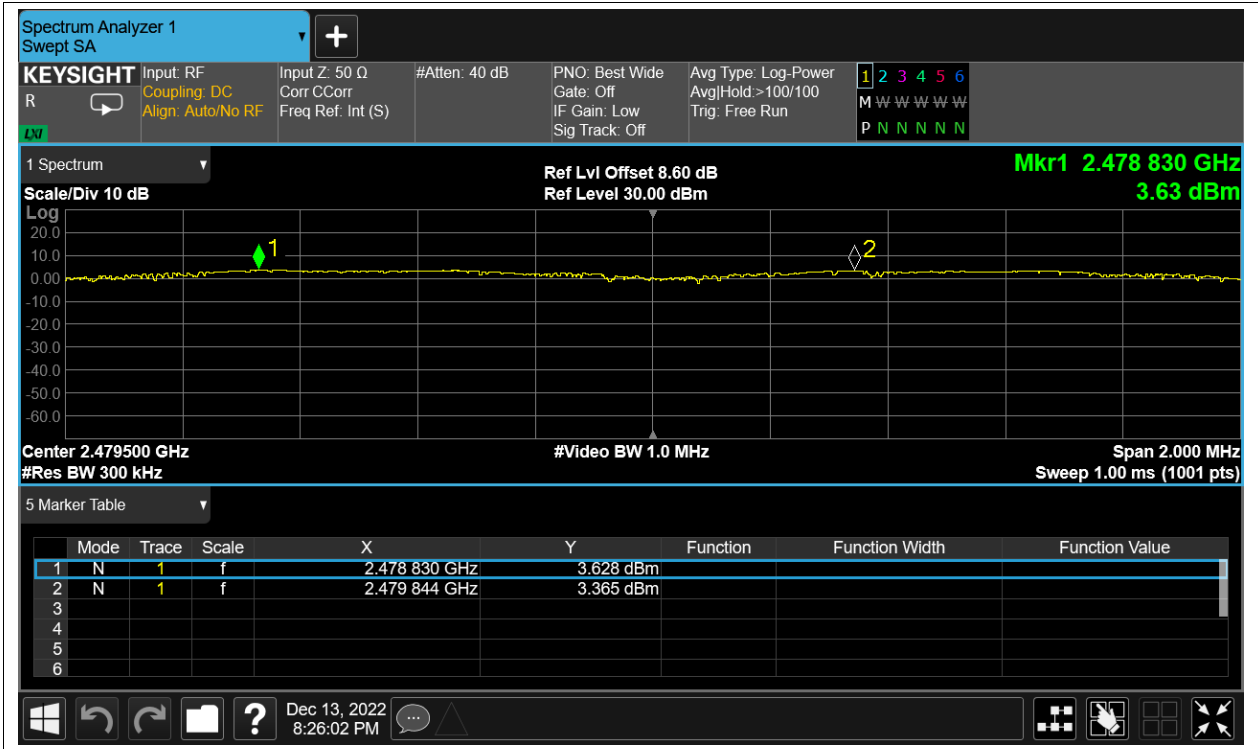 Spectrum Analyzer 1
Swept SA
KEYSIGHT
R
LXI
Input: RF
Coupling: DC
Align: Auto/No RF
Input Z: 50 Ω
Corr CCorr
Freq Ref: Int (S)
#Atten: 40 dB
PNO: Best Wide
Gate: Off
IF Gain: Low
Sig Track: Off
Avg Type: Log-Power
Avg|Hold:>100/100
Trig: Free Run
1 2 3 4 5 6
M W W W W W
P N N N N N
1 Spectrum
Scale/Div 10 dB
Ref Lvl Offset 8.60 dB
Ref Level 30.00 dBm
Mkr1 2.478 830 GHz
3.63 dBm
Log
20.0
10.0
0.00
-10.0
-20.0
-30.0
-40.0
-50.0
-60.0
1
2
Center 2.479500 GHz
#Res BW 300 kHz
#Video BW 1.0 MHz
Span 2.000 MHz
Sweep 1.00 ms (1001 pts)
5 Marker Table
Mode Trace Scale X Y Function Function Width Function Value
1 N 1 f 2.478 830 GHz 3.628 dBm
2 N 1 f 2.479 844 GHz 3.365 dBm
3
4
5
6
?
Dec 13, 2022
8:26:02 PM